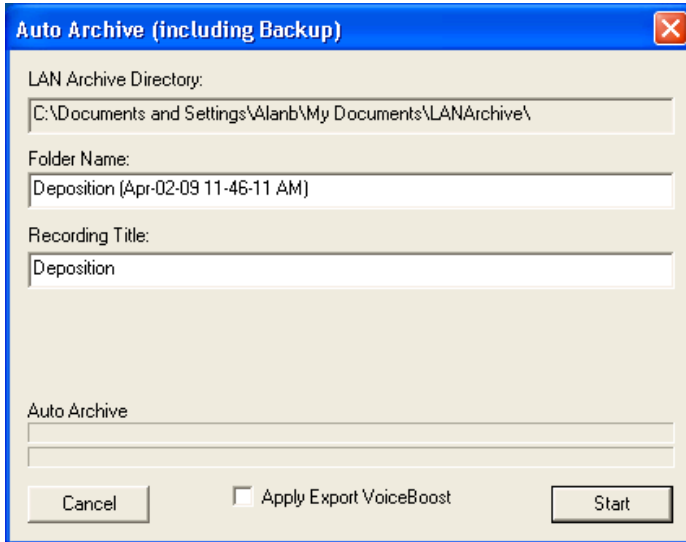 Auto Archive (including Backup)
LAN Archive Directory:
C:\Documents and Settings\Alanb\My Documents\LANArchive\
Folder Name:
Deposition (Apr-02-09 11-46-11 AM)
Recording Title:
Deposition
Auto Archive
Cancel
Apply Export VoiceBoost
Start